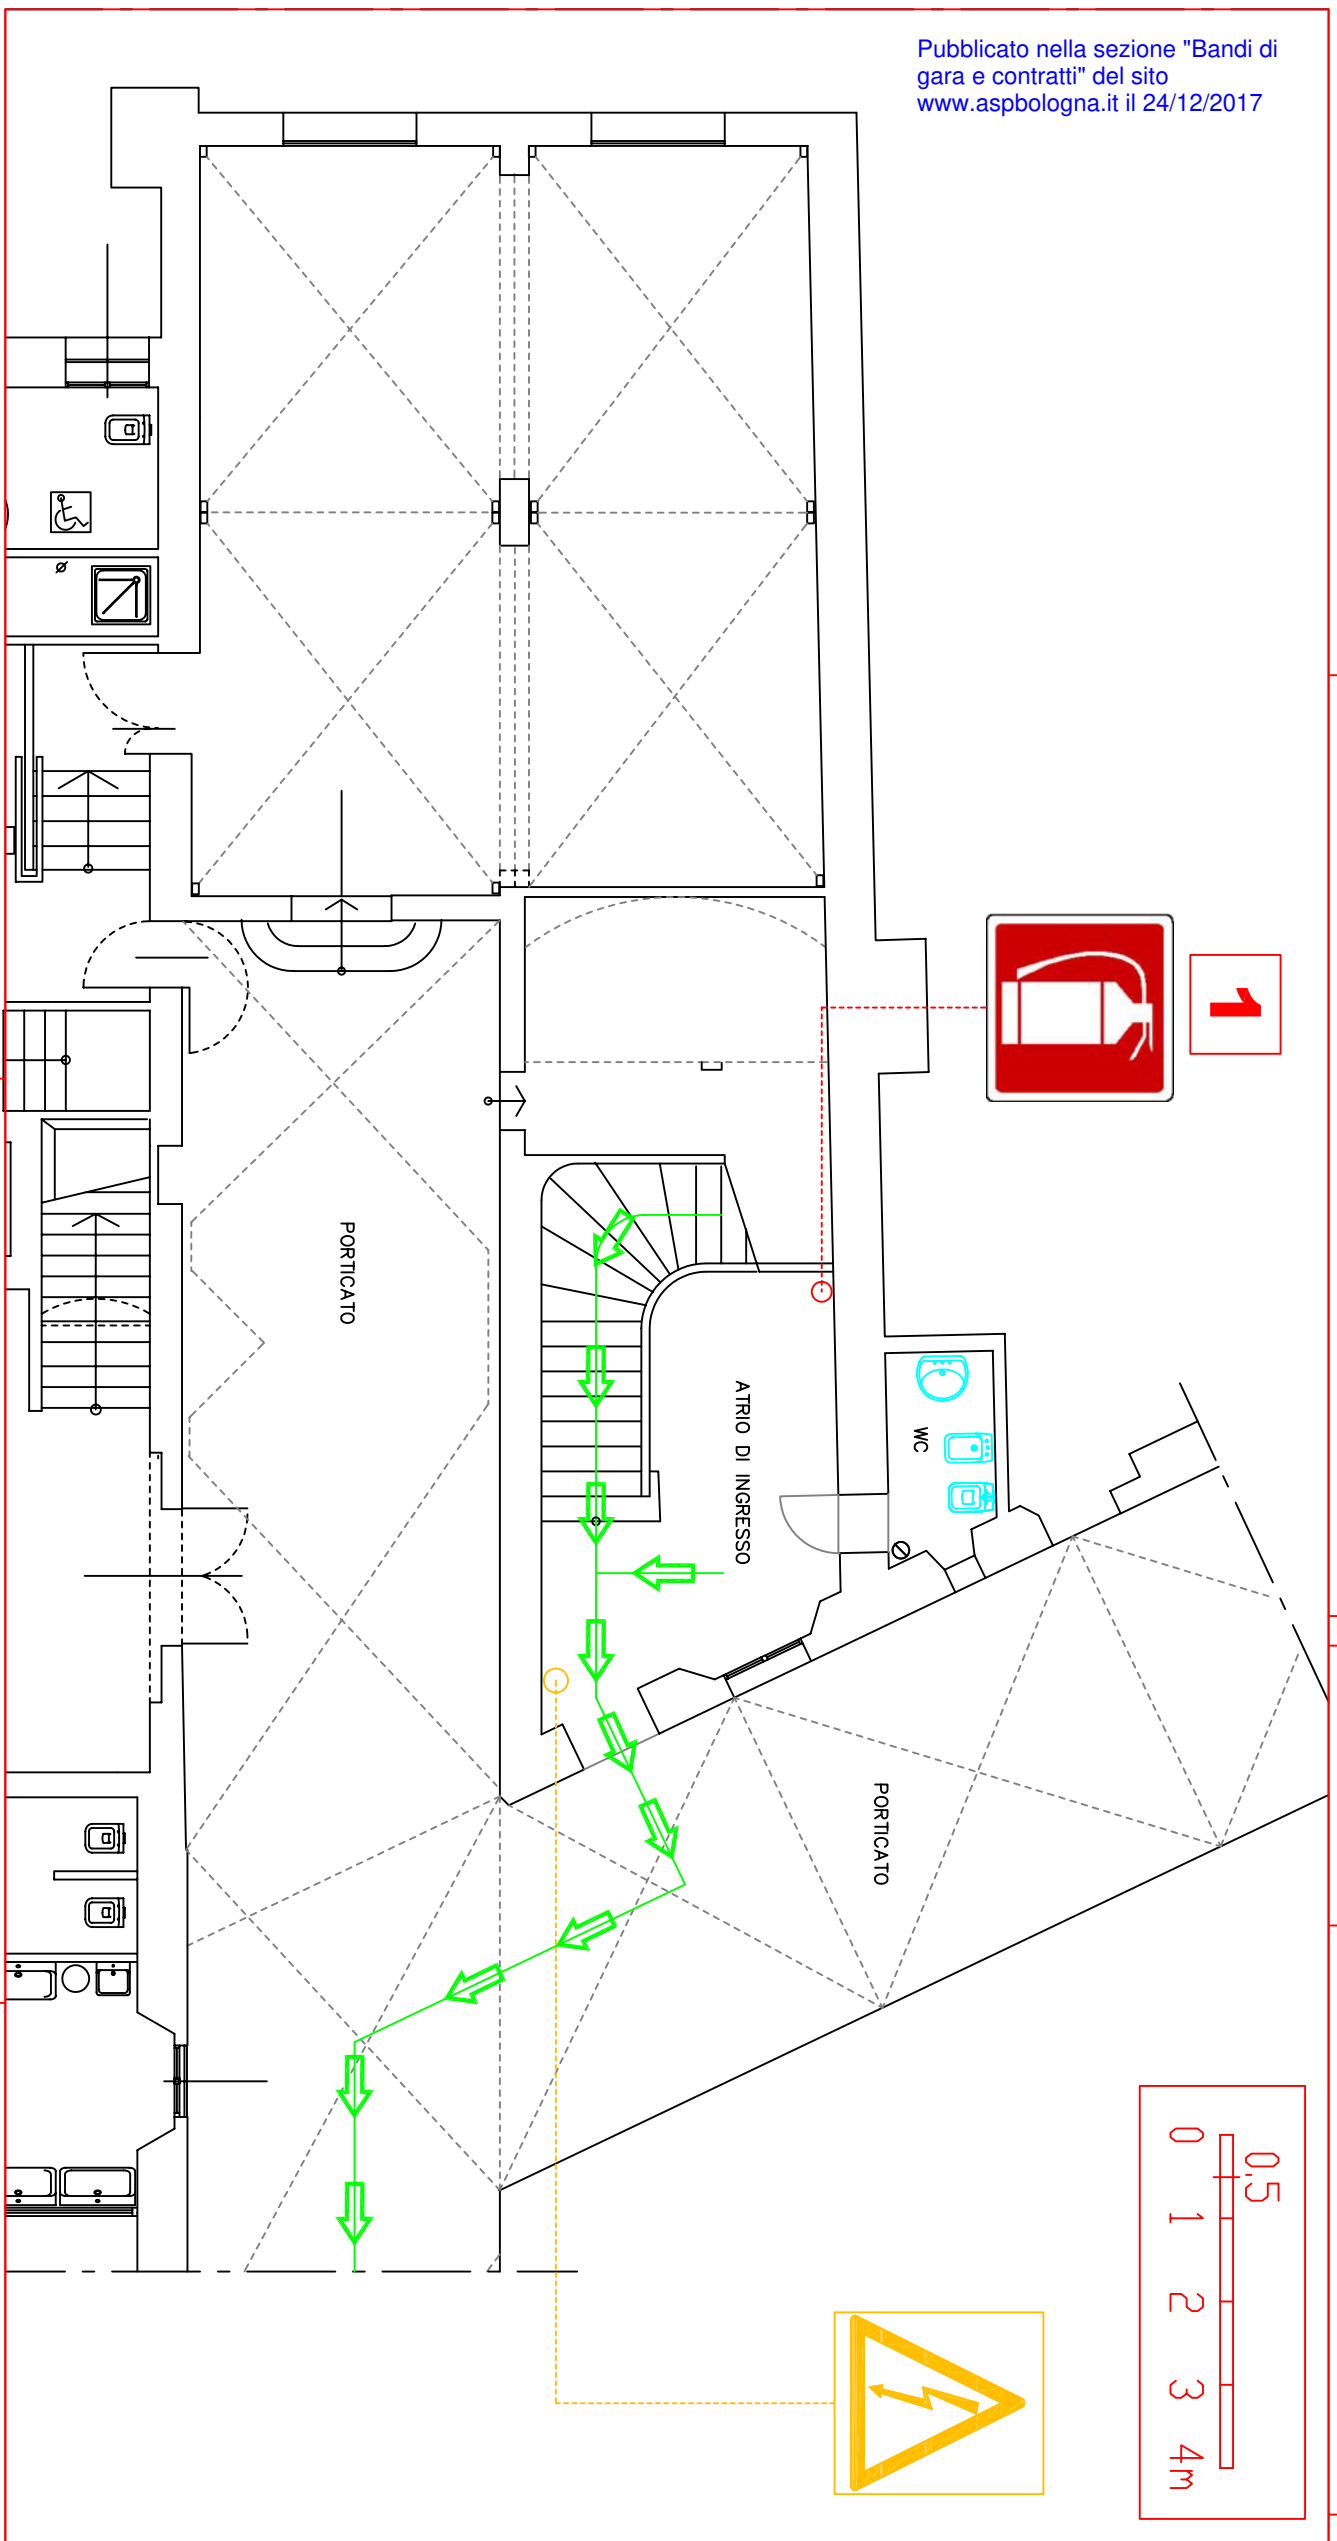 Pubblicato nella sezione "Bandi di
gara e contratti" del sito
www.aspbologna.it il 24/12/2017
1
PORTICATO
ATRIO DI INGRESSO
WC
PORTICATO
0,5
0 1 2 3 4m